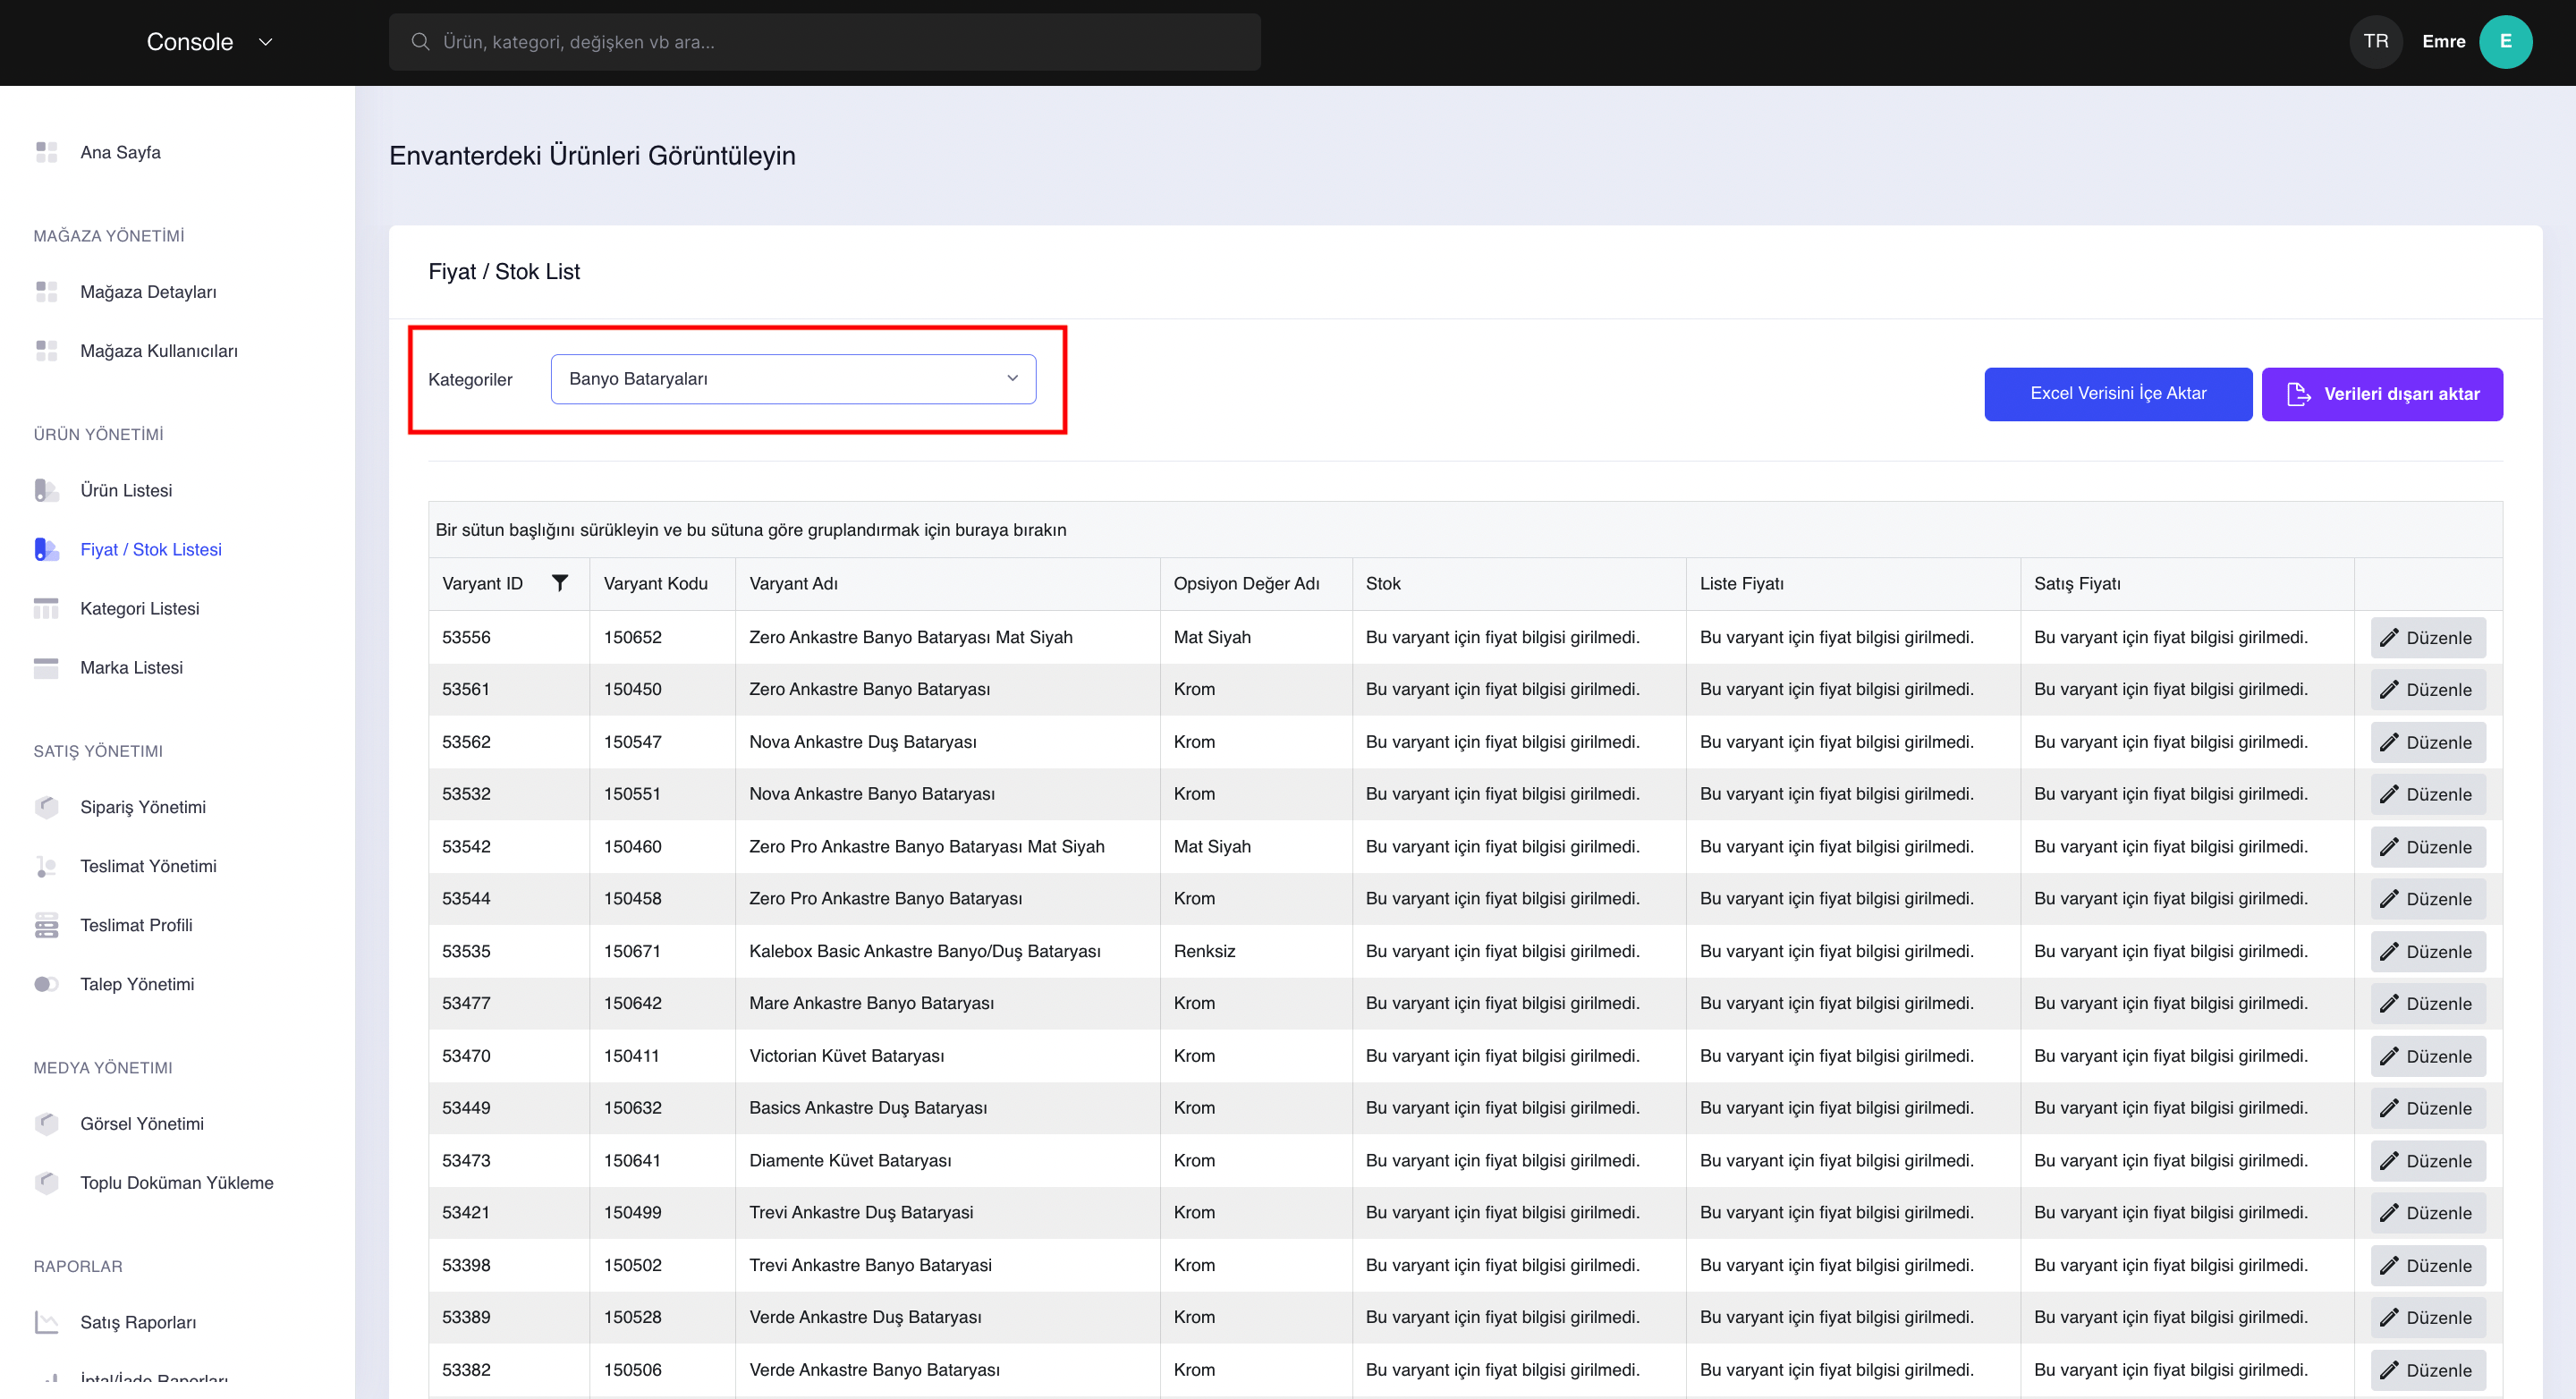 Console
Ürün, kategori, değişken vb ara...
TR
Emre
E
Ana Sayfa
MAĞAZA YÖNETİMİ
Mağaza Detayları
Mağaza Kullanıcıları
ÜRÜN YÖNETİMİ
Ürün Listesi
Fiyat / Stok Listesi
Kategori Listesi
Marka Listesi
SATIŞ YÖNETIMI
Sipariş Yönetimi
Teslimat Yönetimi
Teslimat Profili
Talep Yönetimi
MEDYA YÖNETIMI
Görsel Yönetimi
Toplu Doküman Yükleme
RAPORLAR
Satış Raporları
İptal/İade Raporları
Envanterdeki Ürünleri Görüntüleyin
Fiyat / Stok List
Kategoriler
Banyo Bataryaları
Excel Verisini İçe Aktar
Verileri dışarı aktar
Bir sütun başlığını sürükleyin ve bu sütuna göre gruplandırmak için buraya bırakın
Varyant ID Varyant Kodu Varyant Adı Opsiyon Değer Adı Stok Liste Fiyatı Satış Fiyatı
53556 150652 Zero Ankastre Banyo Bataryası Mat Siyah Mat Siyah Bu varyant için fiyat bilgisi girilmedi. Bu varyant için fiyat bilgisi girilmedi. Bu varyant için fiyat bilgisi girilmedi. Düzenle
53561 150450 Zero Ankastre Banyo Bataryası Krom Bu varyant için fiyat bilgisi girilmedi. Bu varyant için fiyat bilgisi girilmedi. Bu varyant için fiyat bilgisi girilmedi. Düzenle
53562 150547 Nova Ankastre Duş Bataryası Krom Bu varyant için fiyat bilgisi girilmedi. Bu varyant için fiyat bilgisi girilmedi. Bu varyant için fiyat bilgisi girilmedi. Düzenle
53532 150551 Nova Ankastre Banyo Bataryası Krom Bu varyant için fiyat bilgisi girilmedi. Bu varyant için fiyat bilgisi girilmedi. Bu varyant için fiyat bilgisi girilmedi. Düzenle
53542 150460 Zero Pro Ankastre Banyo Bataryası Mat Siyah Mat Siyah Bu varyant için fiyat bilgisi girilmedi. Bu varyant için fiyat bilgisi girilmedi. Bu varyant için fiyat bilgisi girilmedi. Düzenle
53544 150458 Zero Pro Ankastre Banyo Bataryası Krom Bu varyant için fiyat bilgisi girilmedi. Bu varyant için fiyat bilgisi girilmedi. Bu varyant için fiyat bilgisi girilmedi. Düzenle
53535 150671 Kalebox Basic Ankastre Banyo/Duş Bataryası Renksiz Bu varyant için fiyat bilgisi girilmedi. Bu varyant için fiyat bilgisi girilmedi. Bu varyant için fiyat bilgisi girilmedi. Düzenle
53477 150642 Mare Ankastre Banyo Bataryası Krom Bu varyant için fiyat bilgisi girilmedi. Bu varyant için fiyat bilgisi girilmedi. Bu varyant için fiyat bilgisi girilmedi. Düzenle
53470 150411 Victorian Küvet Bataryası Krom Bu varyant için fiyat bilgisi girilmedi. Bu varyant için fiyat bilgisi girilmedi. Bu varyant için fiyat bilgisi girilmedi. Düzenle
53449 150632 Basics Ankastre Duş Bataryası Krom Bu varyant için fiyat bilgisi girilmedi. Bu varyant için fiyat bilgisi girilmedi. Bu varyant için fiyat bilgisi girilmedi. Düzenle
53473 150641 Diamente Küvet Bataryası Krom Bu varyant için fiyat bilgisi girilmedi. Bu varyant için fiyat bilgisi girilmedi. Bu varyant için fiyat bilgisi girilmedi. Düzenle
53421 150499 Trevi Ankastre Duş Bataryasi Krom Bu varyant için fiyat bilgisi girilmedi. Bu varyant için fiyat bilgisi girilmedi. Bu varyant için fiyat bilgisi girilmedi. Düzenle
53398 150502 Trevi Ankastre Banyo Bataryasi Krom Bu varyant için fiyat bilgisi girilmedi. Bu varyant için fiyat bilgisi girilmedi. Bu varyant için fiyat bilgisi girilmedi. Düzenle
53389 150528 Verde Ankastre Duş Bataryası Krom Bu varyant için fiyat bilgisi girilmedi. Bu varyant için fiyat bilgisi girilmedi. Bu varyant için fiyat bilgisi girilmedi. Düzenle
53382 150506 Verde Ankastre Banyo Bataryası Krom Bu varyant için fiyat bilgisi girilmedi. Bu varyant için fiyat bilgisi girilmedi. Bu varyant için fiyat bilgisi girilmedi. Düzenle